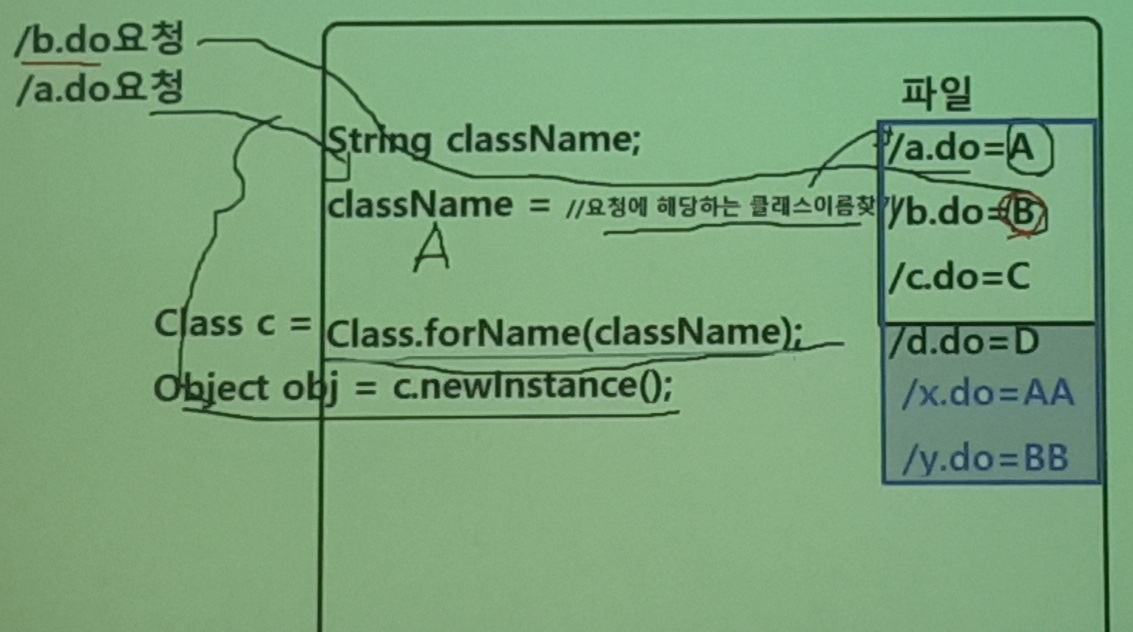 /b.do요청
/a.do요청
파일
String className;
className = //요청에 해당하는 클래스이름찾기
A
Class c = Class.forName(className);
Object obj = c.newInstance();
/a.do=A
/b.do=B
/c.do=C
/d.do=D
/x.do=AA
/y.do=BB